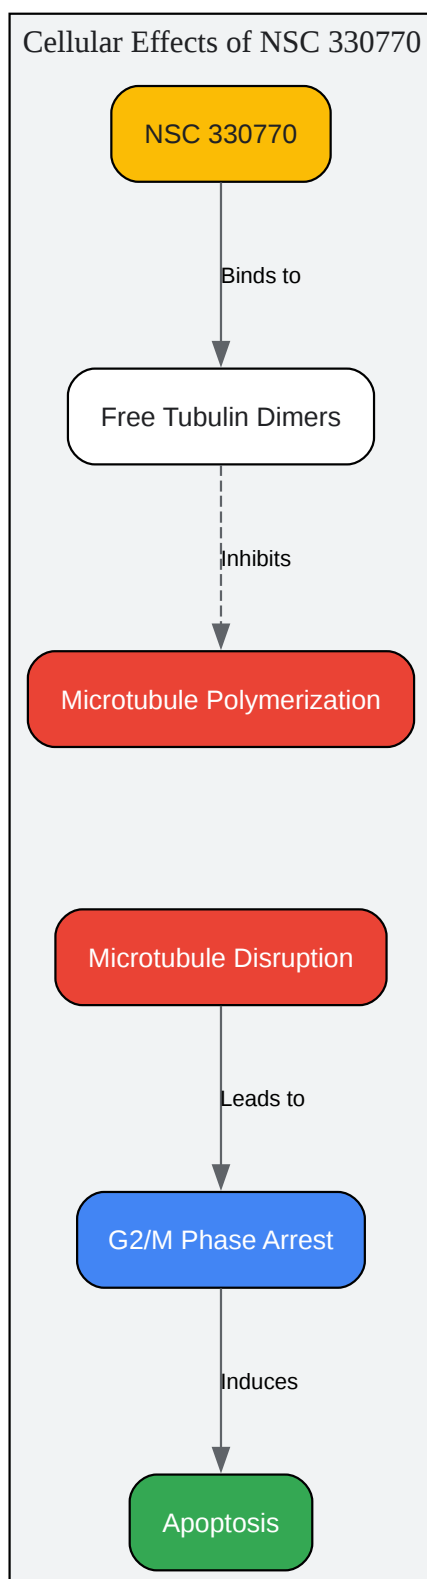 Cellular Effects of NSC 330770
NSC 330770
Binds to
Free Tubulin Dimers
Inhibits
Microtubule Polymerization
Microtubule Disruption
Leads to
G2/M Phase Arrest
Induces
Apoptosis